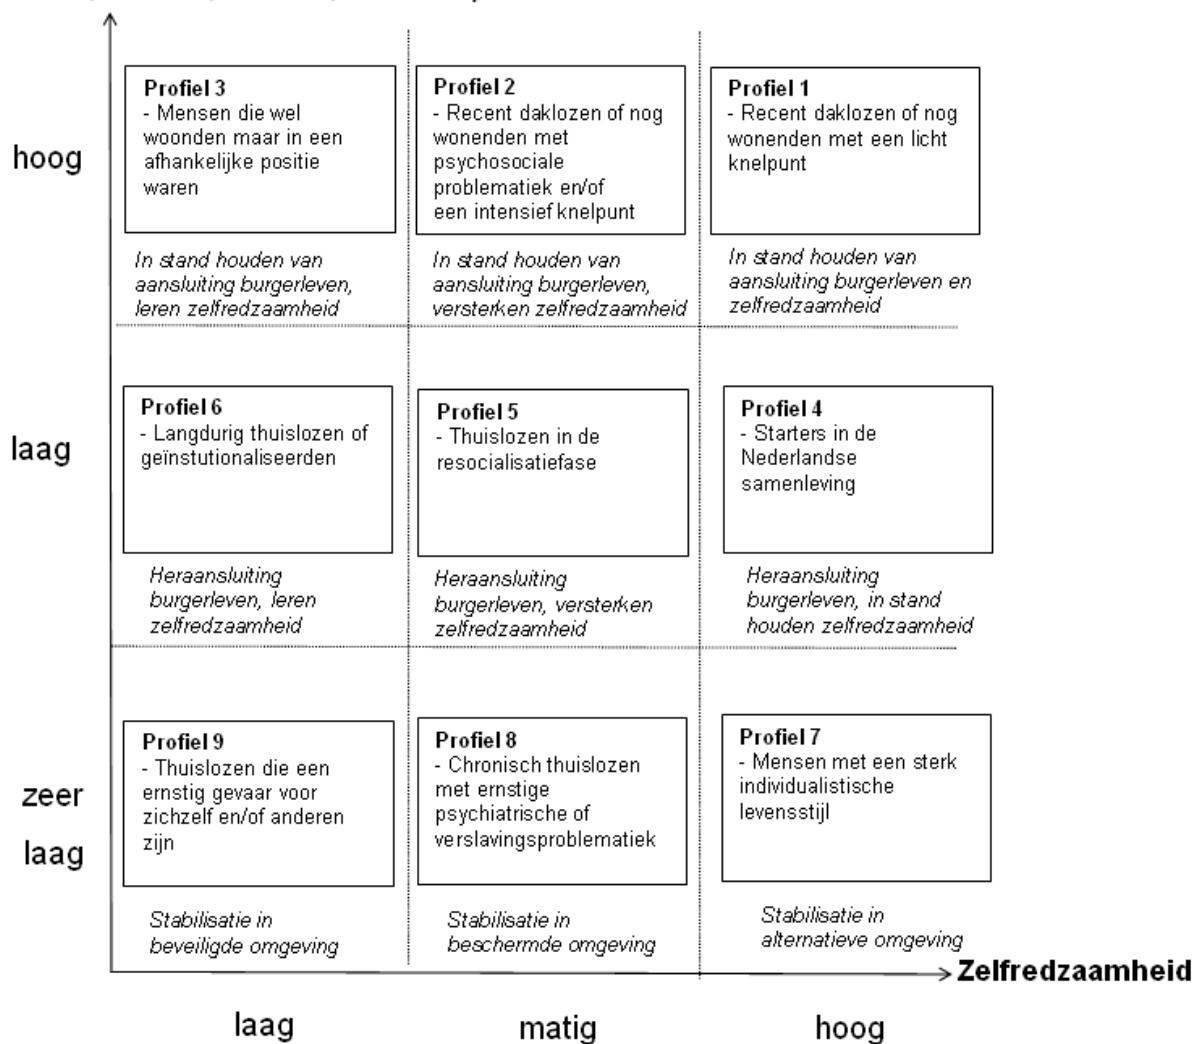 hoog
Profiel 3
- Mensen die wel
woonden maar in een
afhankelijke positie
waren
In stand houden van
aansluiting burgerleven,
leren zelfredzaamheid
Profiel 2
- Recent daklozen of nog
wonenden met
psychosociale
problematiek en/of
een intensief knelpunt
In stand houden van
aansluiting burgerleven,
versterken zelfredzaamheid
Profiel 1
- Recent daklozen of nog
wonenden met een licht
knelpunt
In stand houden van
aansluiting burgerleven en
zelfredzaamheid
laag
Profiel 6
- Langdurig thuislozen of
geïnstutionaliseerden
Heraansluiting
burgerleven, leren
zelfredzaamheid
Profiel 5
- Thuislozen in de
resocialisatiefase
Heraansluiting
burgerleven, versterken
zelfredzaamheid
Profiel 4
- Starters in de
Nederlandse
samenleving
Heraansluiting
burgerleven, in stand
houden zelfredzaamheid
zeer
laag
Profiel 9
- Thuislozen die een
ernstig gevaar voor
zichzelf en/of anderen
zijn
Stabilisatie in
beveiligde omgeving
Profiel 8
- Chronisch thuislozen
met ernstige
psychiatrische of
verslavingsproblematiek
Stabilisatie in
beschermde omgeving
Profiel 7
- Mensen met een sterk
individualistische
levensstijl
Stabilisatie in
alternatieve omgeving
Zelfredzaamheid
laag
matig
hoog